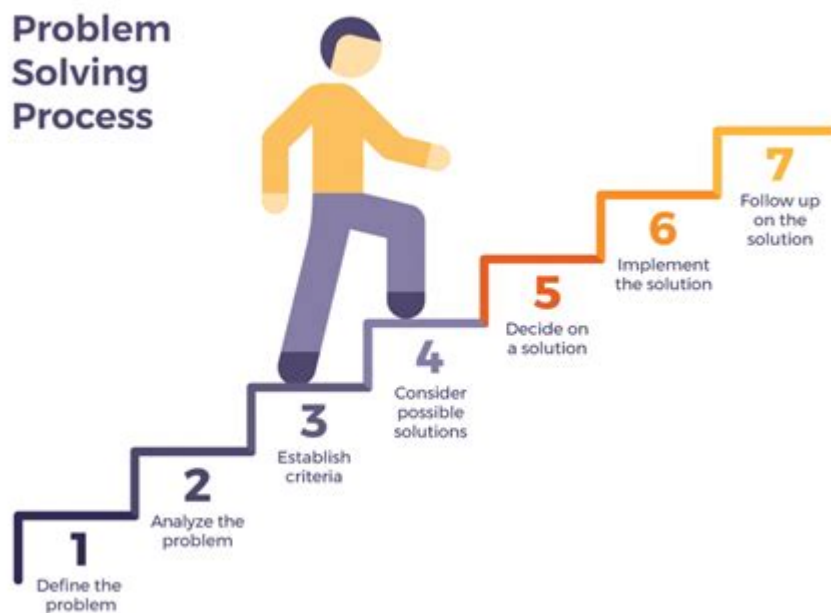 Problem
Solving
Process
1
Define the
problem
2
Analyze the
problem
3
Establish
criteria
4
Consider
possible
solutions
5
Decide on
a solution
6
Implement
the solution
7
Follow up
on the
solution